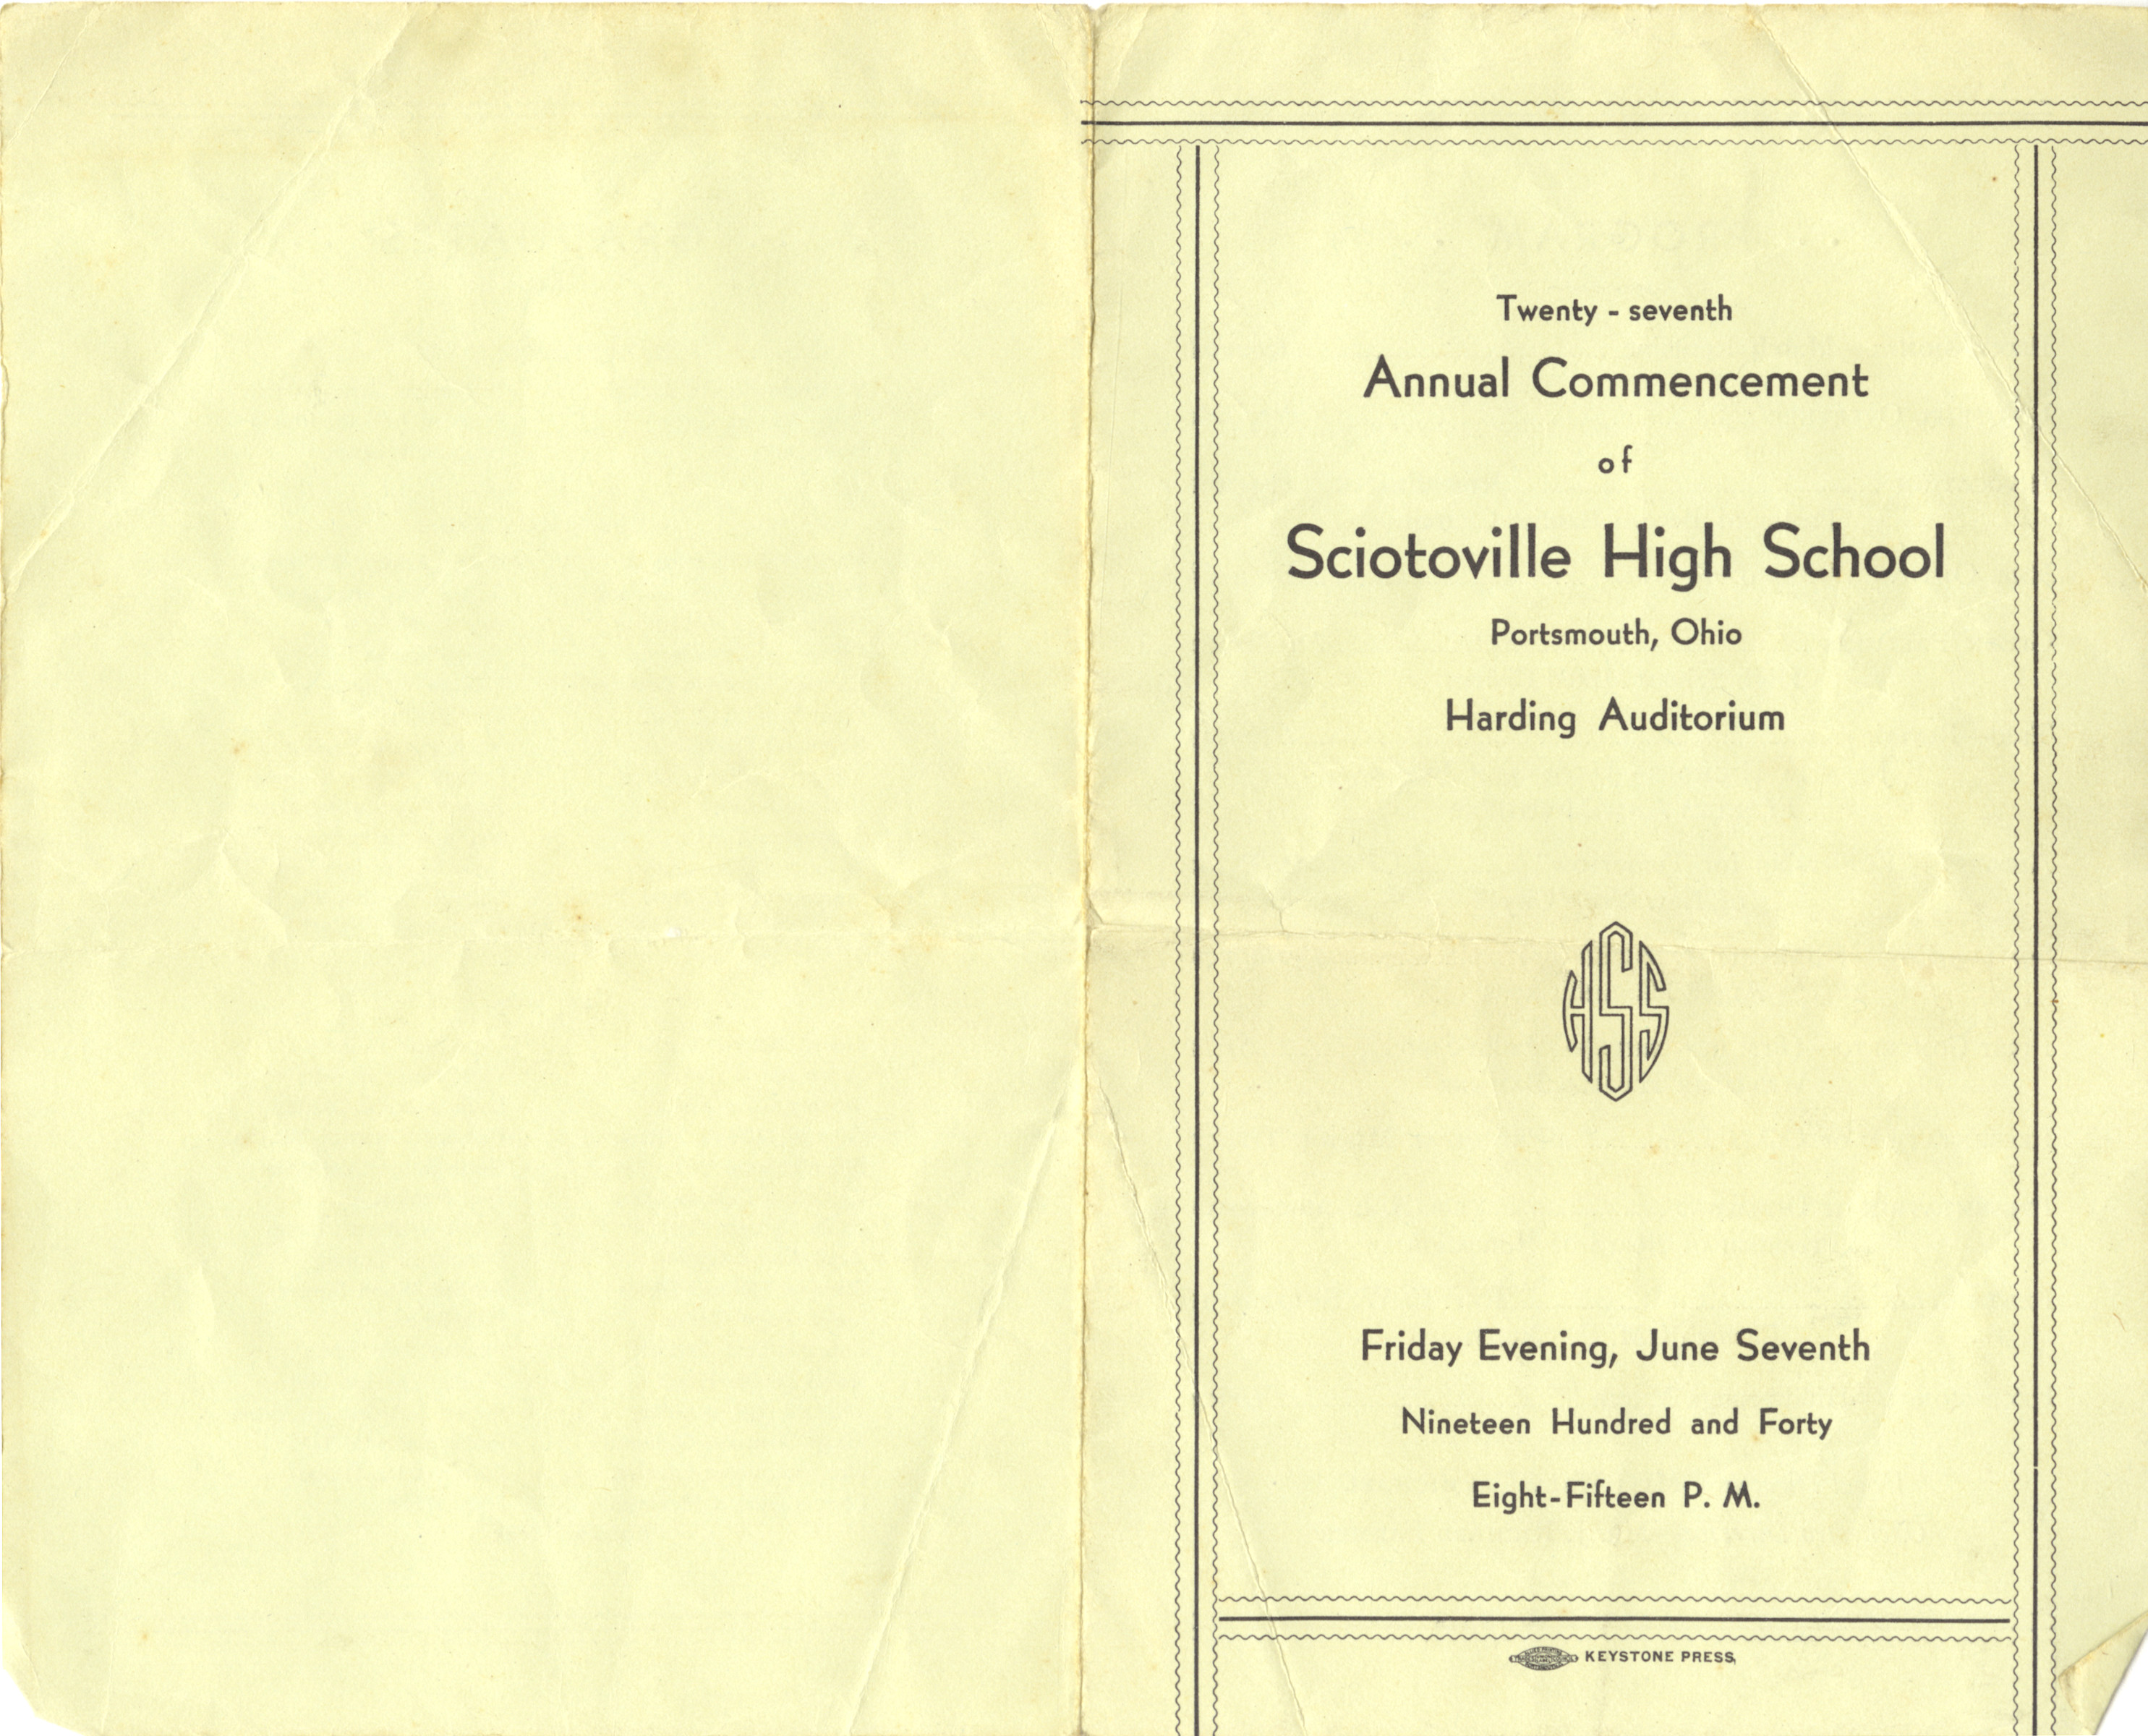 Twenty - seventh
Annual Commencement
of
Sciotoville High School
Portsmouth, Ohio
Harding Auditorium
HSS
Friday Evening, June Seventh
Nineteen Hundred and Forty
Eight-Fifteen P. M.
KEYSTONE PRESS